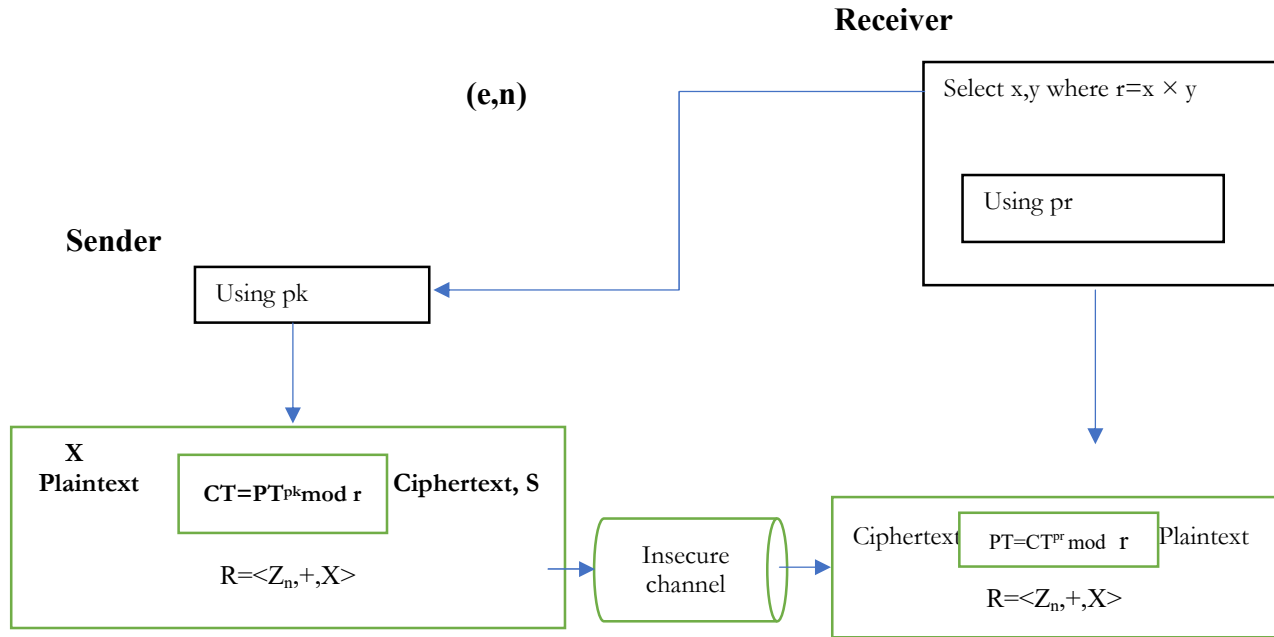 Receiver
(e,n)
Select x,y where r=x × y
Using pr
Sender
Using pk
X
Plaintext
CT=PTᵖᵏmod r
Ciphertext, S
R=<Zₙ,+,X>
Insecure
channel
Ciphertext
PT=CTᵖʳ mod r
Plaintext
R=<Zₙ,+,X>